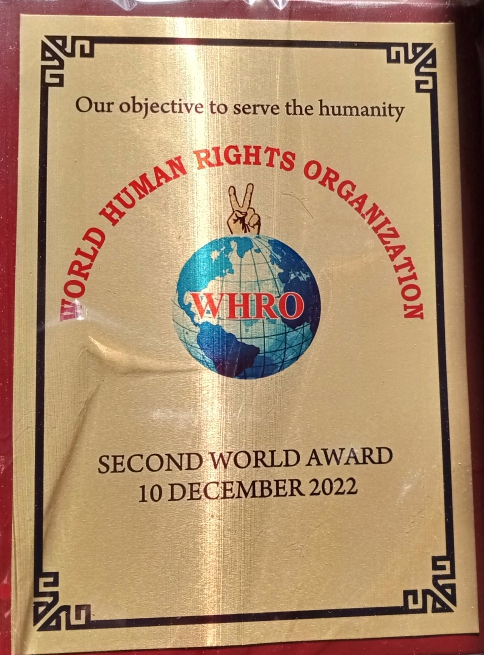 Our objective to serve the humanity
WORLD HUMAN RIGHTS ORGANIZATION
WHRO
SECOND WORLD AWARD
10 DECEMBER 2022